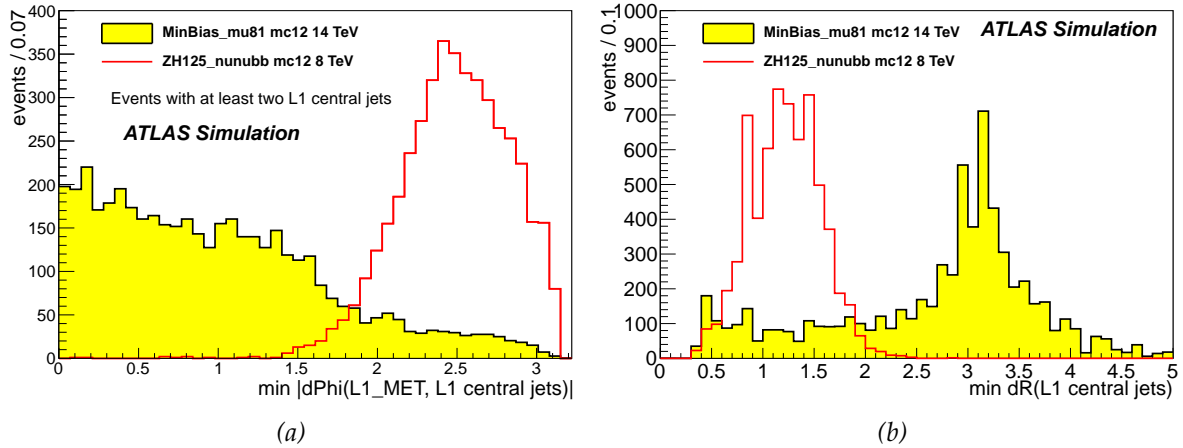 events / 0.07
400
350
300
250
200
150
100
50
0
MinBias_mu81 mc12 14 TeV
ZH125_nunubb mc12 8 TeV
Events with at least two L1 central jets
ATLAS Simulation
0 0.5 1 1.5 2 2.5 3
min |dPhi(L1_MET, L1 central jets)|
(a)
events / 0.1
1000
900
800
700
600
500
400
300
200
100
0
MinBias_mu81 mc12 14 TeV
ZH125_nunubb mc12 8 TeV
ATLAS Simulation
0 0.5 1 1.5 2 2.5 3 3.5 4 4.5 5
min dR(L1 central jets)
(b)